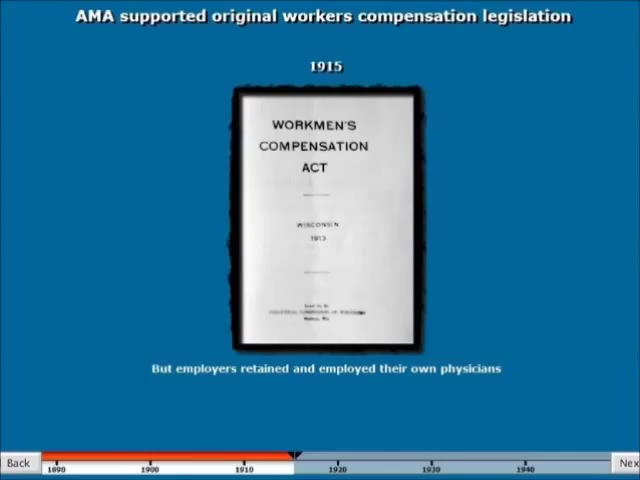 AMA supported original workers compensation legislation
1915
WORKMEN'S
COMPENSATION
ACT
WISCONSIN
1913
But employers retained and employed their own physicians
Back
Nex
1890
1900
1910
1920
1930
1940